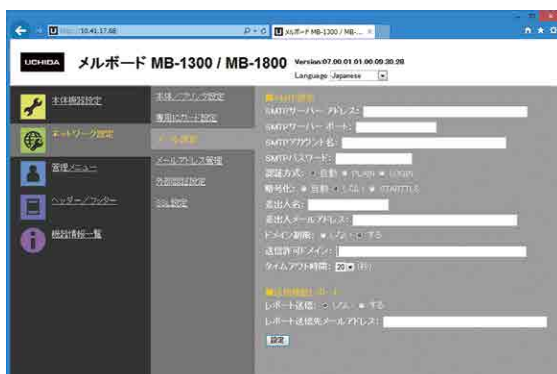 10.41.17.68
メルボード MB-1300 / MB-...
UCHIDA メルボード MB-1300 / MB-1800 Version:07.00.01.01.00.09.20.28
Language Japanese
本体機器設定
ネットワーク設定
管理メニュー
ヘッダー/フッター
機器情報一覧
本体/プリンタ設定
専用ICカード設定
メール設定
メールアドレス管理
外部認証設定
SSL設定
SMTPサーバー アドレス:
SMTPサーバー ポート:
SMTPアカウント名:
SMTPパスワード:
認証方式: 自動 PLAIN LOGIN
暗号化: 自動 しない STARTTLS
差出人名:
差出人メールアドレス:
ドメイン制限: しない する
送信許可ドメイン:
タイムアウト時間: 30 (秒)
レポート送信: しない する
レポート送信先メールアドレス:
設定